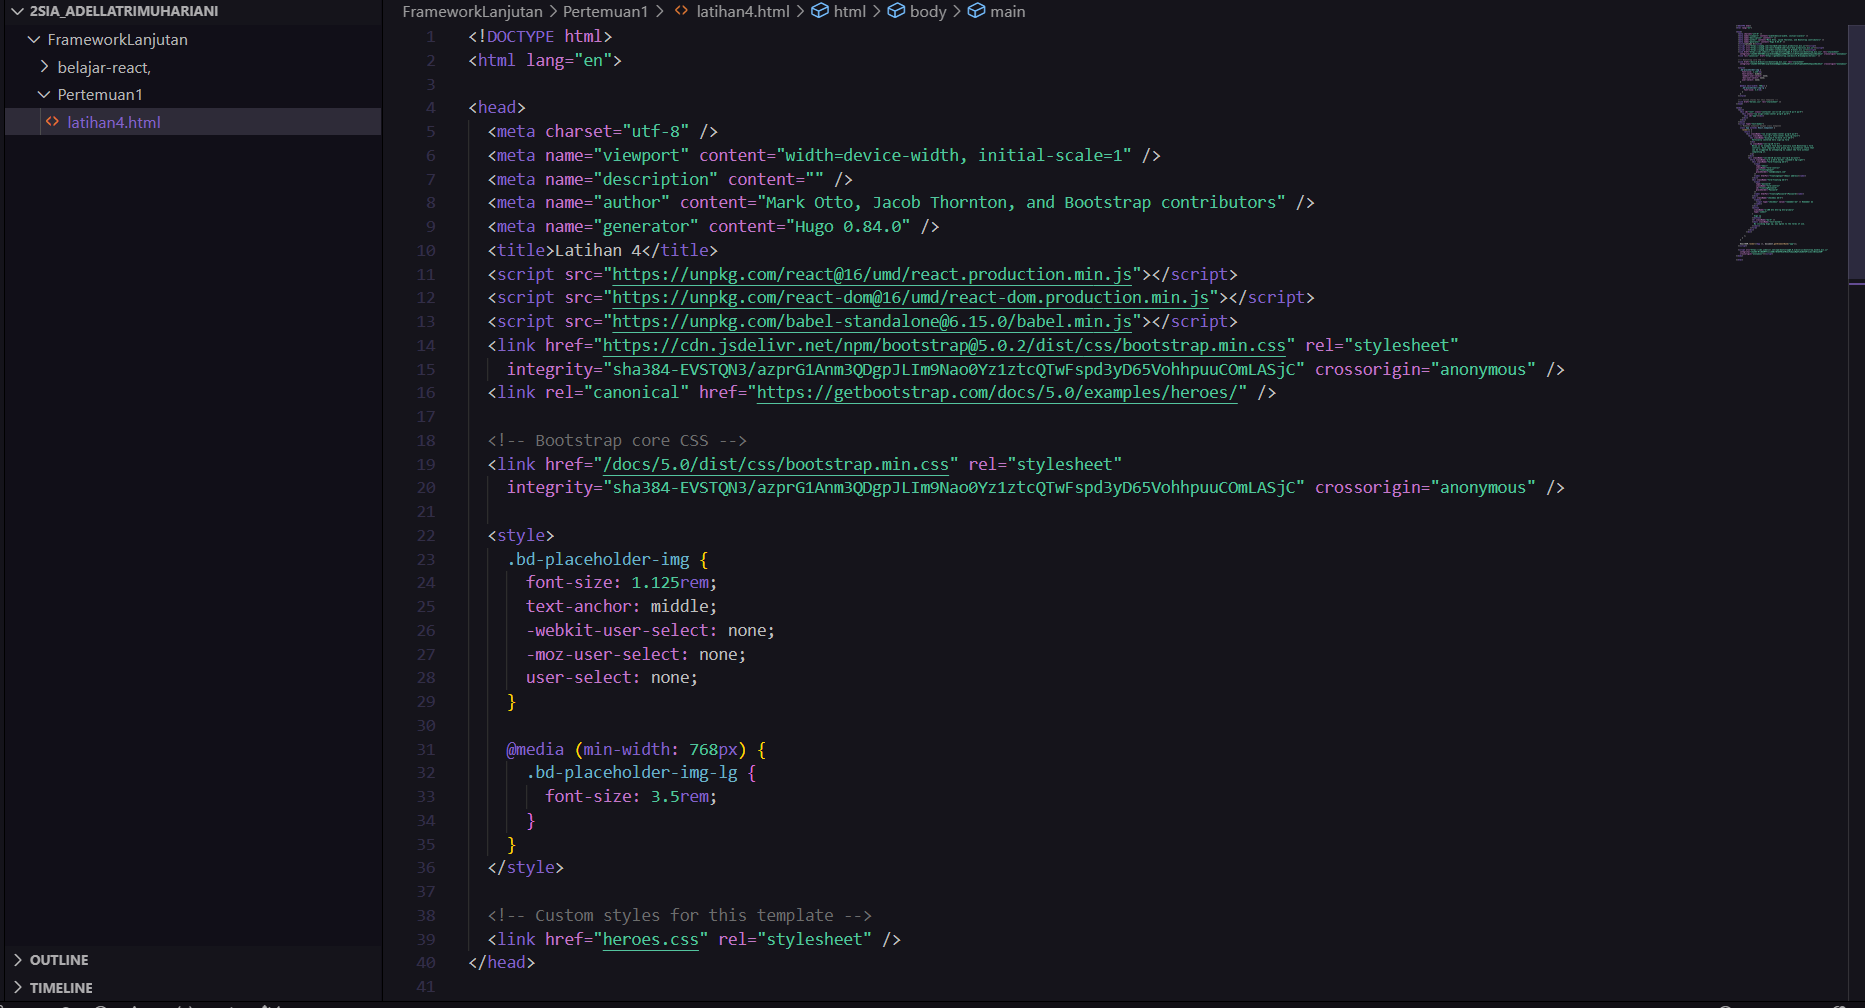 2SIA_ADELLATRIMUHARIANI
FrameworkLanjutan
belajar-react,
Pertemuan1
latihan4.html
OUTLINE
TIMELINE
FrameworkLanjutan > Pertemuan1 > latihan4.html > html > body > main
1 <!DOCTYPE html>
2 <html lang="en">
3
4 <head>
5 <meta charset="utf-8" />
6 <meta name="viewport" content="width=device-width, initial-scale=1" />
7 <meta name="description" content="" />
8 <meta name="author" content="Mark Otto, Jacob Thornton, and Bootstrap contributors" />
9 <meta name="generator" content="Hugo 0.84.0" />
10 <title>Latihan 4</title>
11 <script src="https://unpkg.com/react@16/umd/react.production.min.js"></script>
12 <script src="https://unpkg.com/react-dom@16/umd/react-dom.production.min.js"></script>
13 <script src="https://unpkg.com/babel-standalone@6.15.0/babel.min.js"></script>
14 <link href="https://cdn.jsdelivr.net/npm/bootstrap@5.0.2/dist/css/bootstrap.min.css" rel="stylesheet"
15 integrity="sha384-EVSTQN3/azprG1Anm3QDgpJLIm9Nao0Yz1ztcQTwFspd3yD65VohhpuuCOmLASjC" crossorigin="anonymous" />
16 <link rel="canonical" href="https://getbootstrap.com/docs/5.0/examples/heroes/" />
17
18 <!-- Bootstrap core CSS -->
19 <link href="/docs/5.0/dist/css/bootstrap.min.css" rel="stylesheet"
20 integrity="sha384-EVSTQN3/azprG1Anm3QDgpJLIm9Nao0Yz1ztcQTwFspd3yD65VohhpuuCOmLASjC" crossorigin="anonymous" />
21
22 <style>
23 .bd-placeholder-img {
24 font-size: 1.125rem;
25 text-anchor: middle;
26 -webkit-user-select: none;
27 -moz-user-select: none;
28 user-select: none;
29 }
30
31 @media (min-width: 768px) {
32 .bd-placeholder-img-lg {
33 font-size: 3.5rem;
34 }
35 }
36 </style>
37
38 <!-- Custom styles for this template -->
39 <link href="heroes.css" rel="stylesheet" />
40 </head>
41